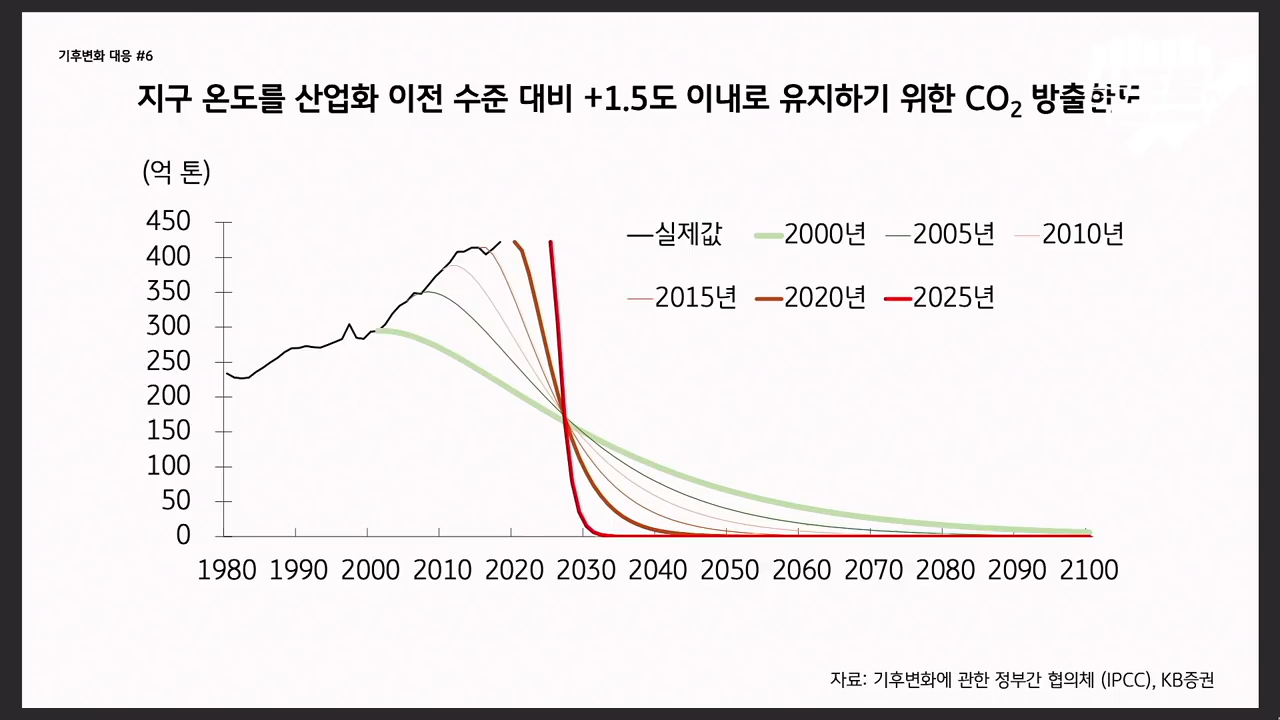 기후변화 대응 #6
지구 온도를 산업화 이전 수준 대비 +1.5도 이내로 유지하기 위한 CO₂ 방출한도
(억 톤)
450
400
350
300
250
200
150
100
50
0
실제값 2000년 2005년 2010년
2015년 2020년 2025년
1980 1990 2000 2010 2020 2030 2040 2050 2060 2070 2080 2090 2100
자료: 기후변화에 관한 정부간 협의체 (IPCC), KB증권